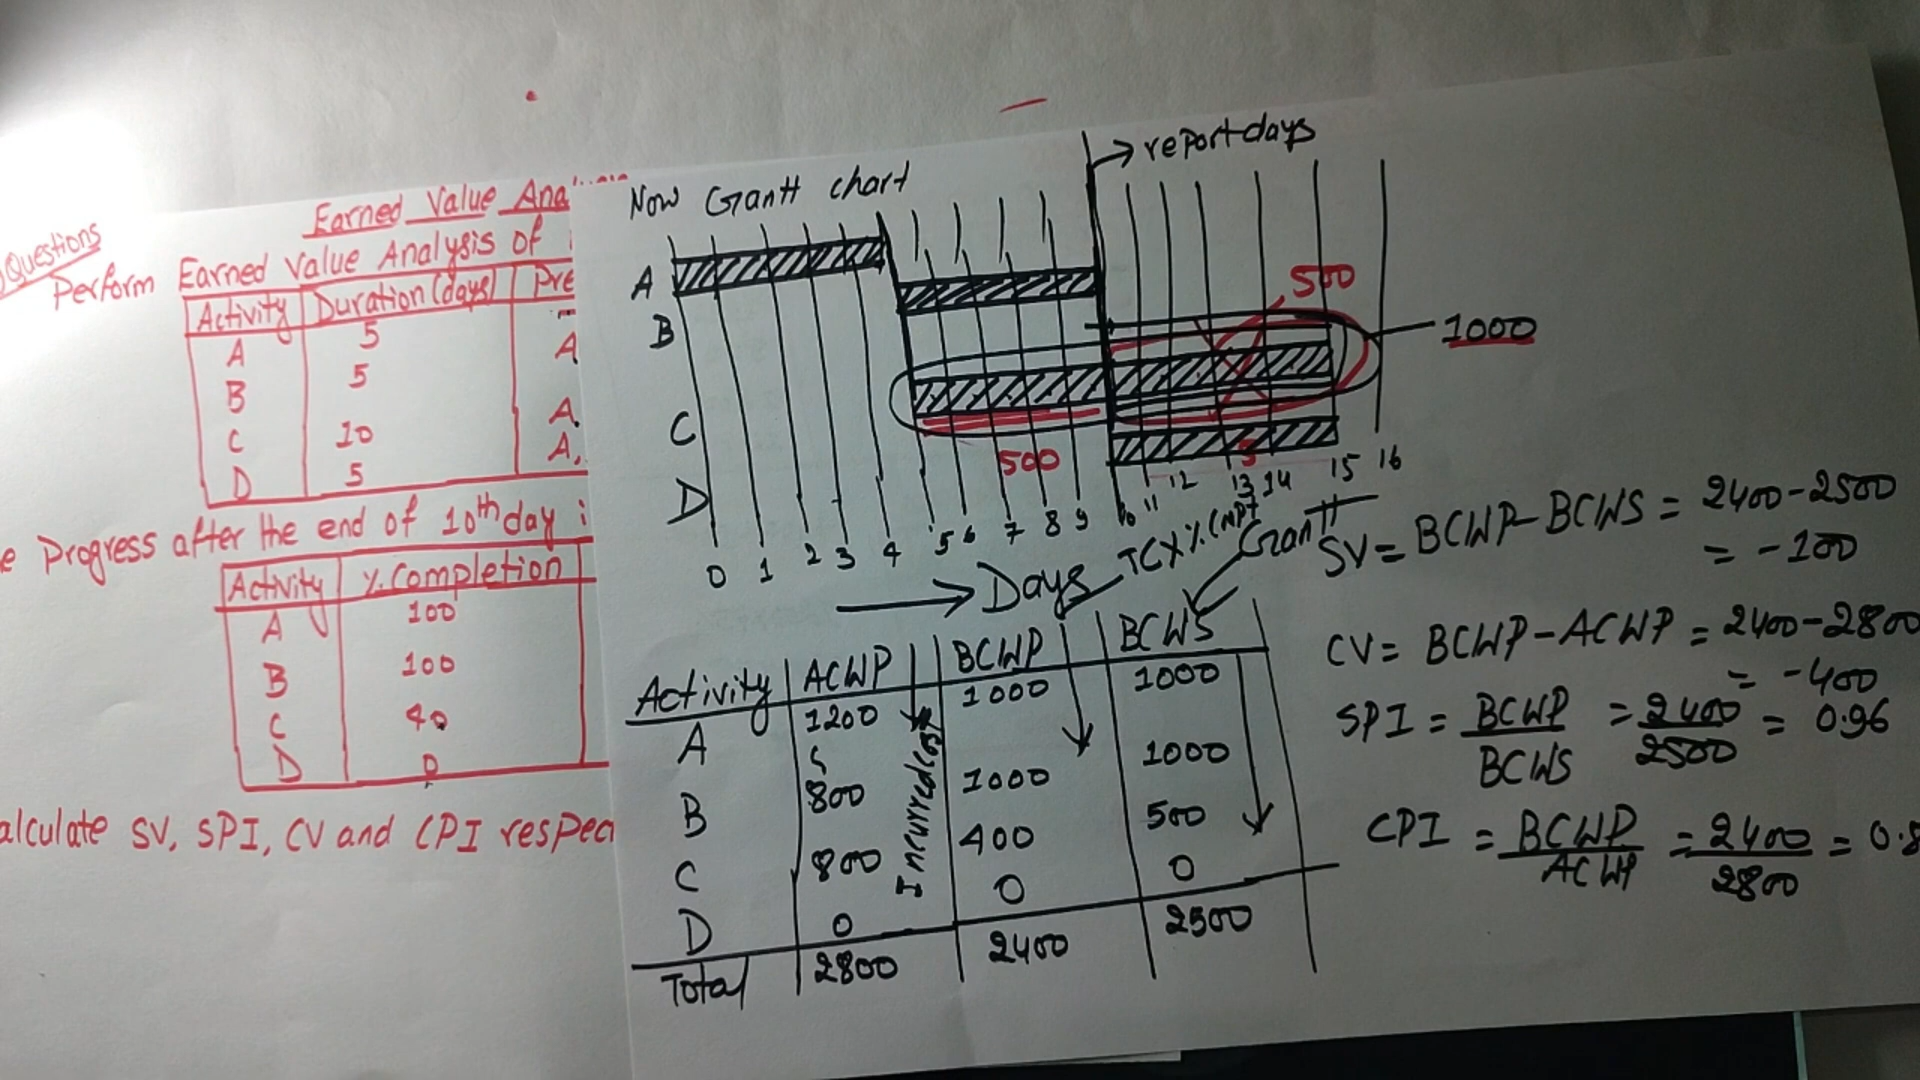 Questions
Earned Value Ana
Perform Earned Value Analysis of
Activity Duration (days) Pre
A 5 -
B 5 A
C 10 A
D 5 A,
e Progress after the end of 10th day i
Activity %.Completion
A 100
B 100
C 40
D 0
alculate SV, SPI, CV and CPI respec
Now Gantt chart
→ report days
A
B
C
D
500
1000
500
5
0 1 2 3 4 5 6 7 8 9 10 11 12 13 14 15 16
→ Days
TCX%.Cmpt
Gantt
Activity ACWP BCWP BCWS
A 1200 1000 1000
B 800 1000 1000
C 800 400 500
D 0 0 0
Total 2800 2400 2500
Incurred cost
SV = BCWP-BCWS = 2400-2500
= -100
CV = BCWP-ACWP = 2400-2800
= -400
SPI = BCWP = 2400 = 0.96
BCWS 2500
CPI = BCWP = 2400 = 0.8
ACWP 2800